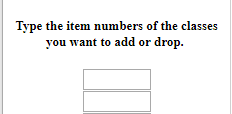 Type the item numbers of the classes
you want to add or drop.